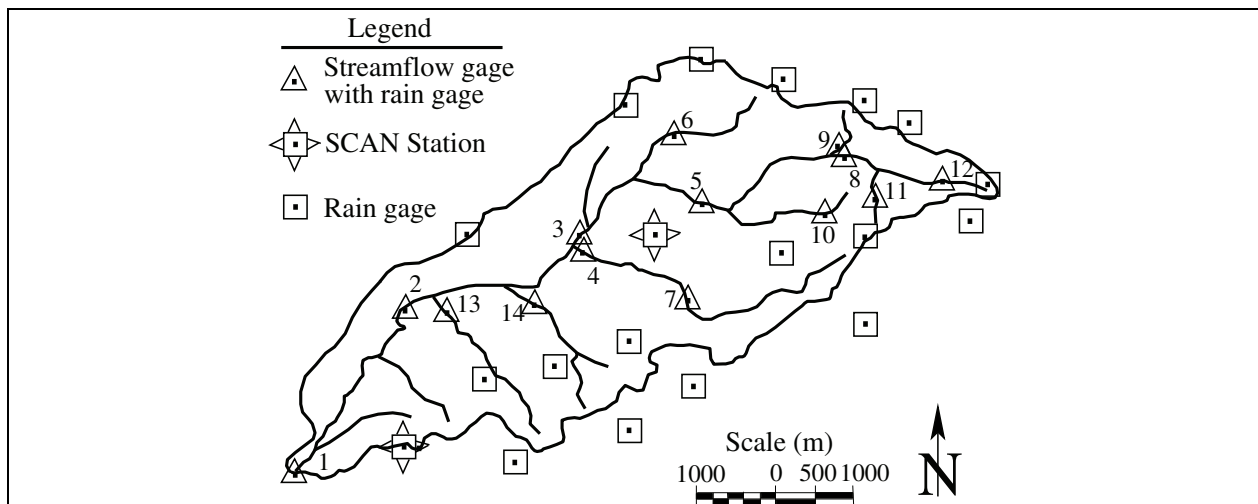 Legend
Streamflow gage
with rain gage
SCAN Station
Rain gage
6
9
8
12
5
11
10
3
4
2
13
14
7
1
Scale (m)
1000 0 500 1000
N